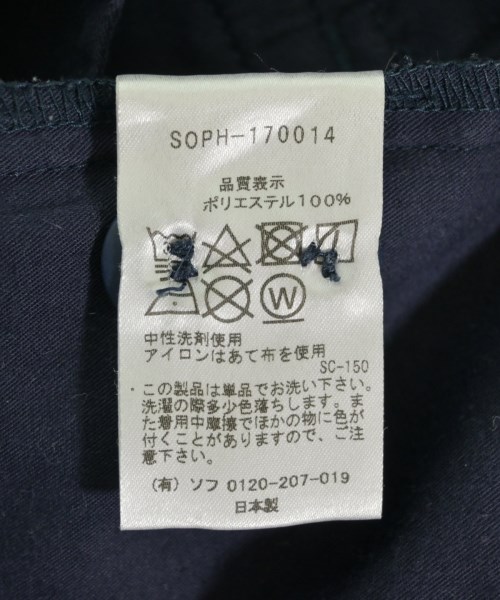 SOPH-170014
品質表示
ポリエステル100%
W
中性洗剤使用
アイロンはあて布を使用
SC-150
・この製品は単品でお洗い下さい。
洗濯の際多少色落ちします。ま
た着用中摩擦でほかの物に色が
付くことがありますので、ご注
意下さい。
(有)ソフ 0120-207-019
日本製